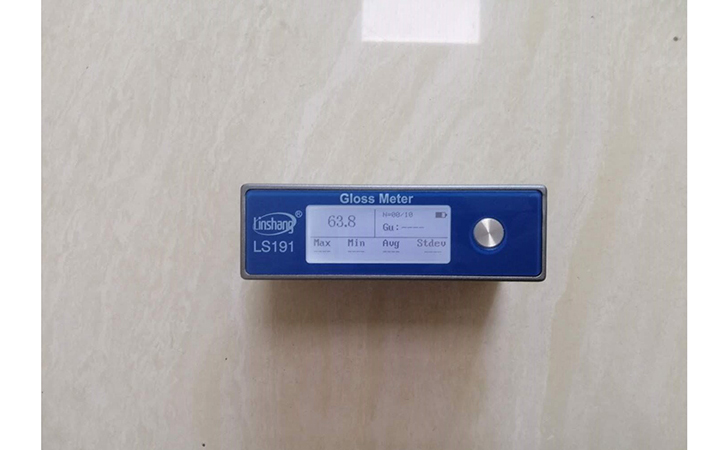 Gloss Meter
Linshang®
LS191
63.8
N=00/10
Gu:----
Max Min Avg Stdev
---- ---- ---- ----